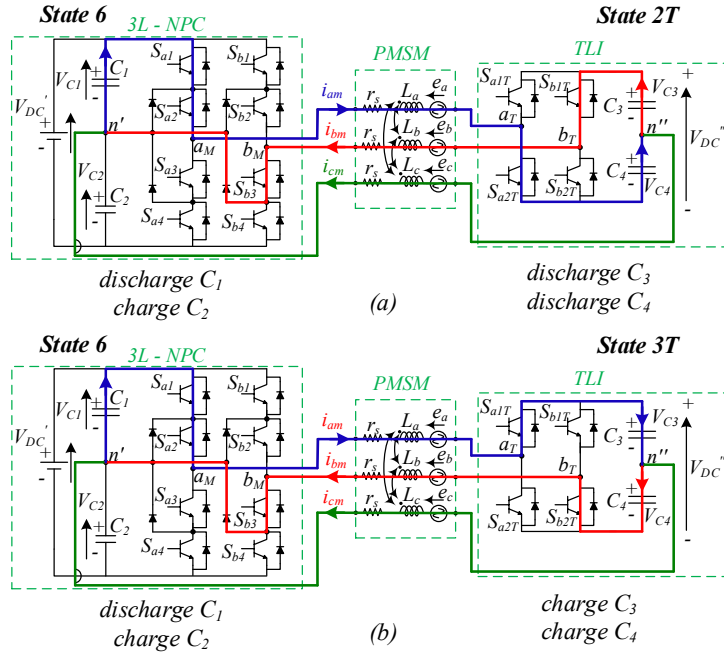 State 6
State 2T
3L - NPC
PMSM
TLI
V_DC'
V_C1
V_C2
C_1
C_2
n'
S_a1
S_a2
S_a3
S_a4
S_b1
S_b2
S_b3
S_b4
a_M
b_M
i_am
i_bm
i_cm
r_s
r_s
r_s
L_a
L_b
L_c
e_a
e_b
e_c
a_T
b_T
S_a1T
S_b1T
S_a2T
S_b2T
C_3
C_4
V_C3
V_C4
n''
V_DC''
discharge C_1
charge C_2
(a)
discharge C_3
discharge C_4
State 6
State 3T
3L - NPC
PMSM
TLI
V_DC'
V_C1
V_C2
C_1
C_2
n'
S_a1
S_a2
S_a3
S_a4
S_b1
S_b2
S_b3
S_b4
a_M
b_M
i_am
i_bm
i_cm
r_s
r_s
r_s
L_a
L_b
L_c
e_a
e_b
e_c
a_T
b_T
S_a1T
S_b1T
S_a2T
S_b2T
C_3
C_4
V_C3
V_C4
n''
V_DC''
discharge C_1
charge C_2
(b)
charge C_3
charge C_4